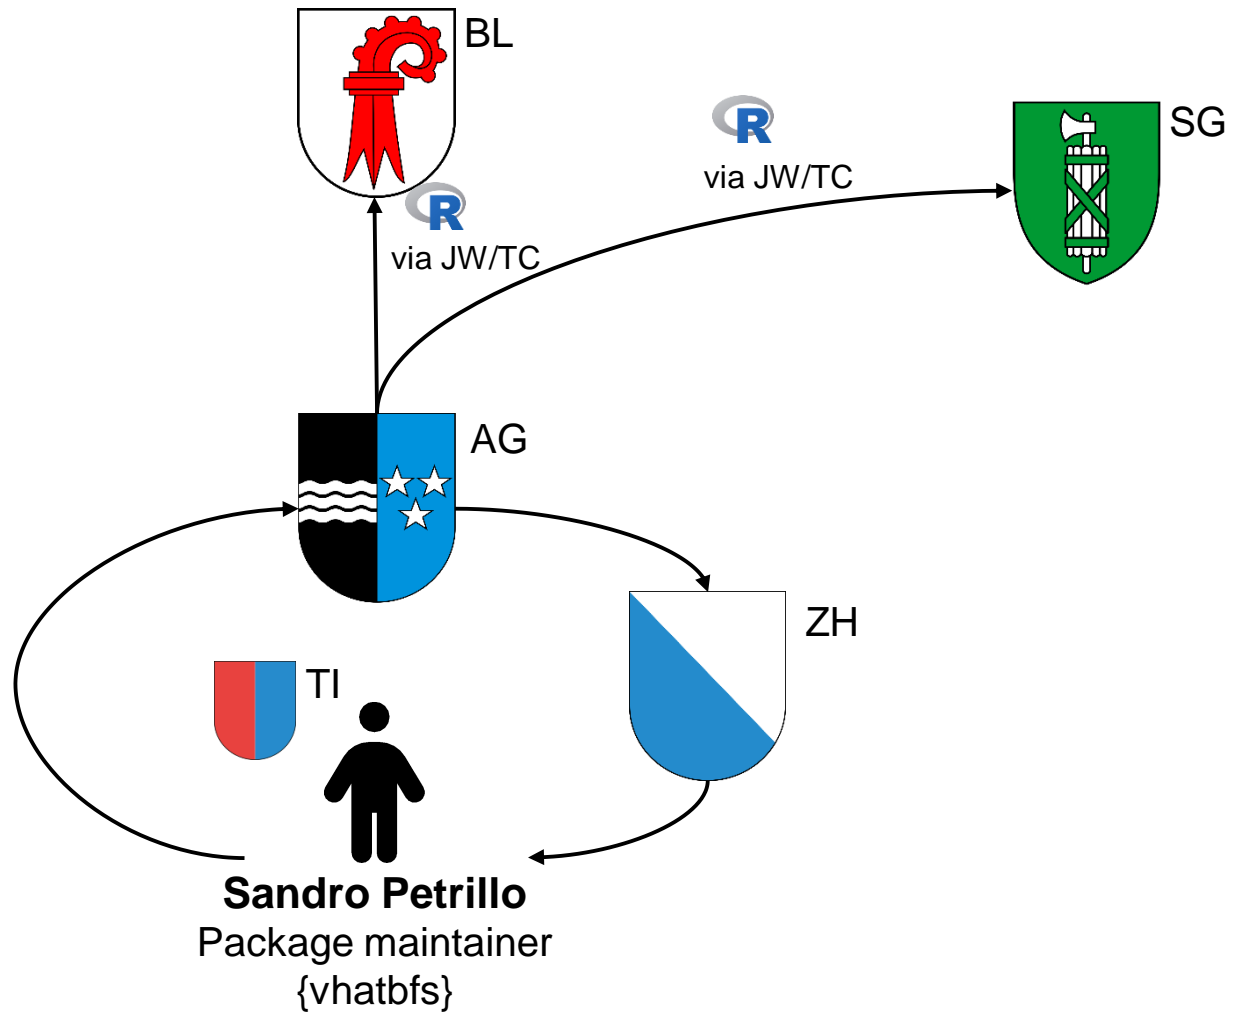 BL
R
via JW/TC
SG
R
via JW/TC
AG
ZH
TI
Sandro Petrillo
Package maintainer
{vhatbfs}